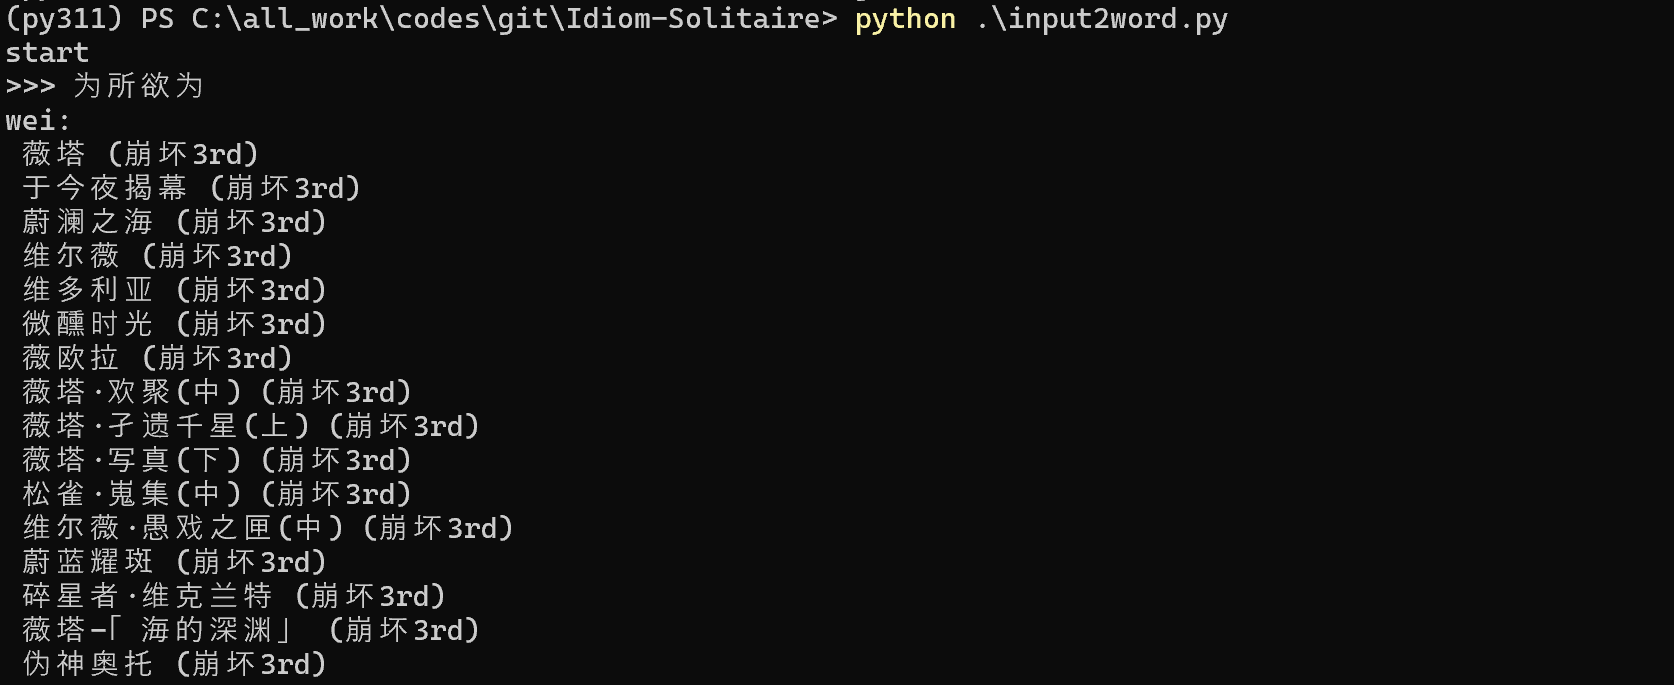 (py311) PS C:\all_work\codes\git\Idiom-Solitaire> python .\input2word.py
start
>>> 为所欲为
wei:
薇塔 (崩坏3rd)
于今夜揭幕 (崩坏3rd)
蔚澜之海 (崩坏3rd)
维尔薇 (崩坏3rd)
维多利亚 (崩坏3rd)
微醺时光 (崩坏3rd)
薇欧拉 (崩坏3rd)
薇塔·欢聚(中) (崩坏3rd)
薇塔·孑遗千星(上) (崩坏3rd)
薇塔·写真(下) (崩坏3rd)
松雀·嵬集(中) (崩坏3rd)
维尔薇·愚戏之匣(中) (崩坏3rd)
蔚蓝耀斑 (崩坏3rd)
碎星者·维克兰特 (崩坏3rd)
薇塔-「海的深渊」 (崩坏3rd)
伪神奥托 (崩坏3rd)